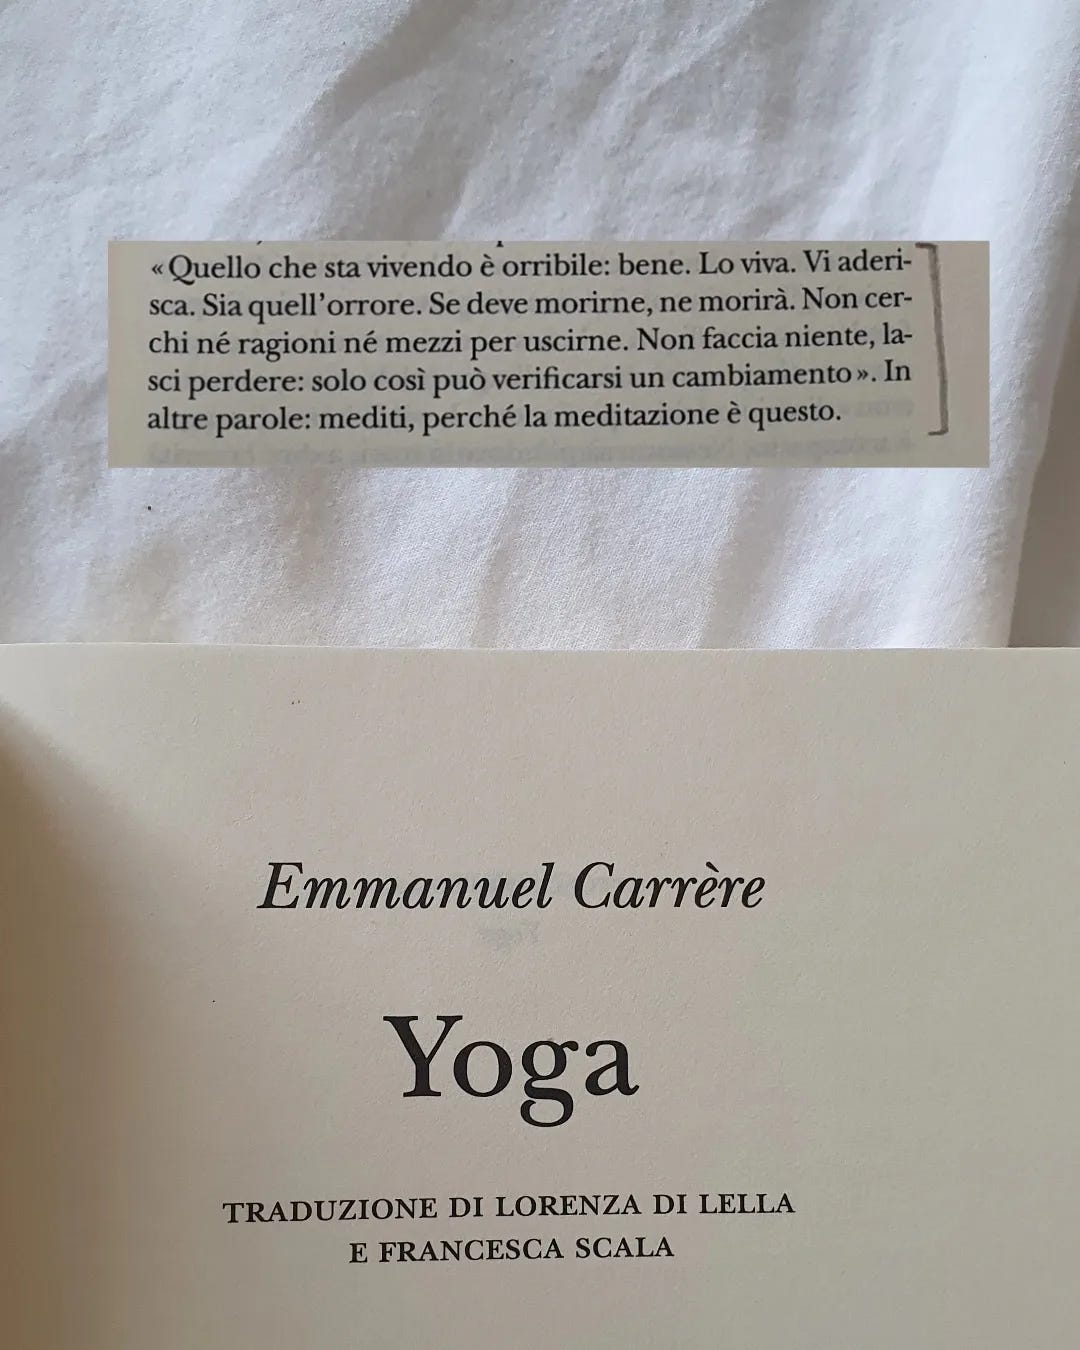 «Quello che sta vivendo è orribile: bene. Lo viva. Vi aderi-
sca. Sia quell'orrore. Se deve morirne, ne morirà. Non cer-
chi né ragioni né mezzi per uscirne. Non faccia niente, la-
sci perdere: solo così può verificarsi un cambiamento». In
altre parole: mediti, perché la meditazione è questo.
Emmanuel Carrère
Yoga
TRADUZIONE DI LORENZA DI LELLA
E FRANCESCA SCALA